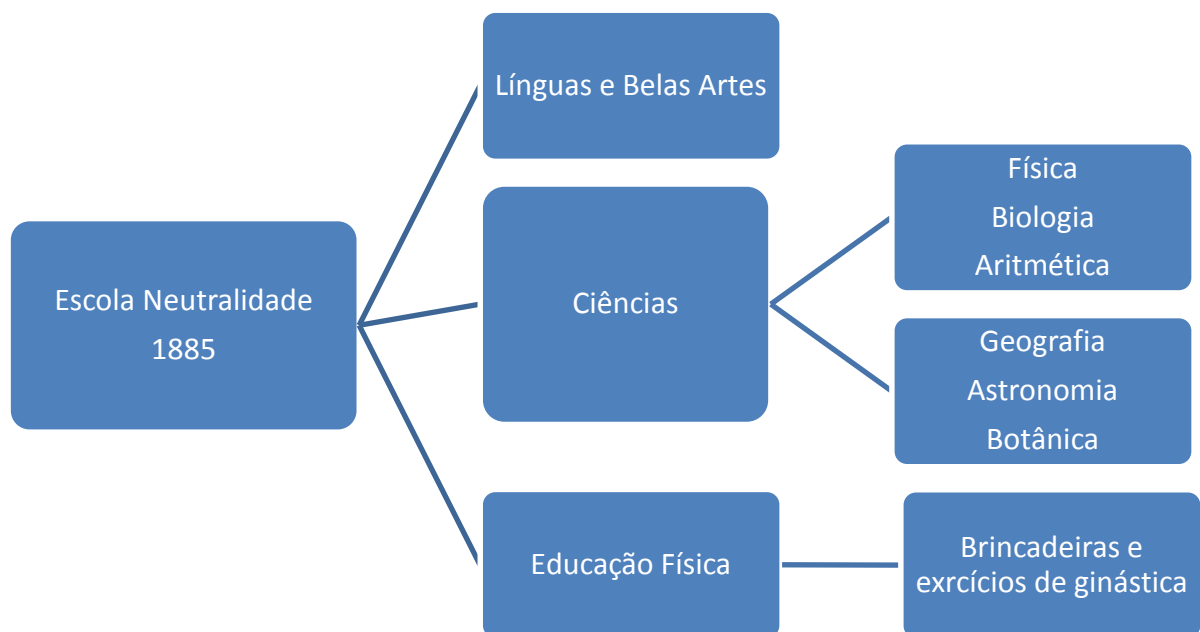 Línguas e Belas Artes
Física
Biologia
Aritmética
Escola Neutralidade
1885
Ciências
Geografia
Astronomia
Botânica
Educação Física
Brincadeiras e
exrcícios de ginástica